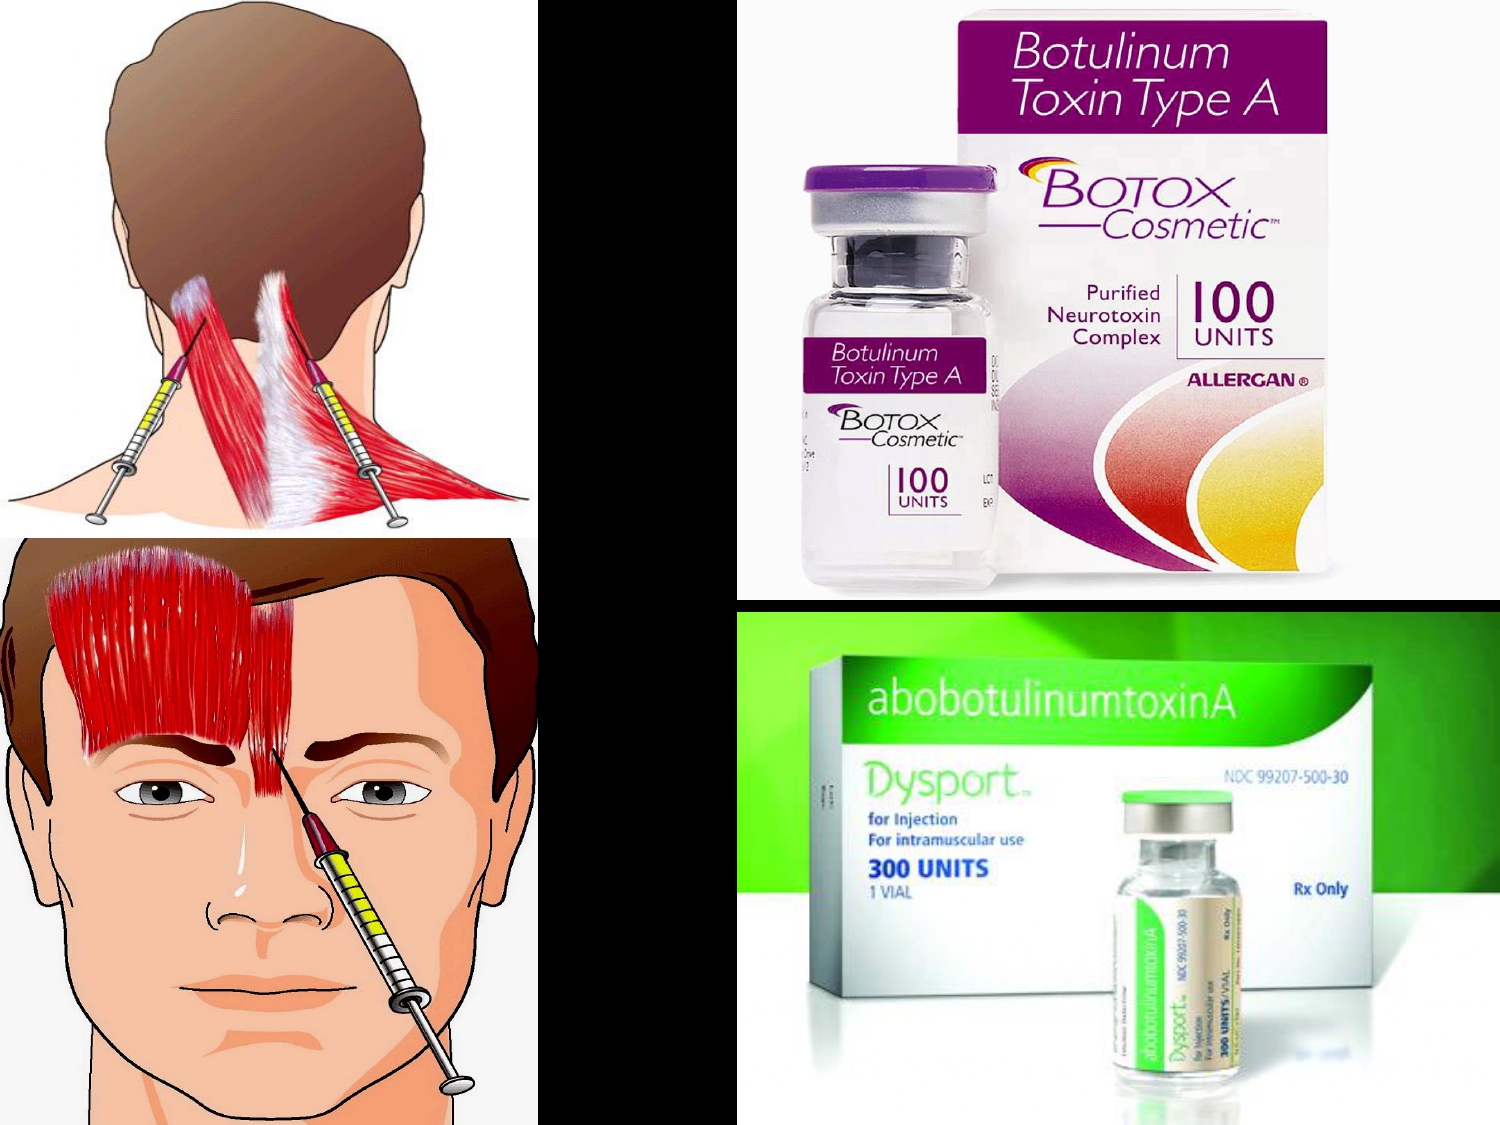 Botulinum
Toxin Type A
BOTOX
Cosmetic™
Purified
Neurotoxin
Complex
100
UNITS
ALLERGAN ®
Botulinum
Toxin Type A
BOTOX
Cosmetic
100
UNITS
abobotulinumtoxinA
Dysport™
NDC 99207-500-30
for Injection
For intramuscular use
300 UNITS
1 VIAL
Rx Only
abobotulinumtoxinA
NDC 99207-500-30
Rx Only
Dysport
for Injection
For intramuscular use
300 UNITS/VIAL